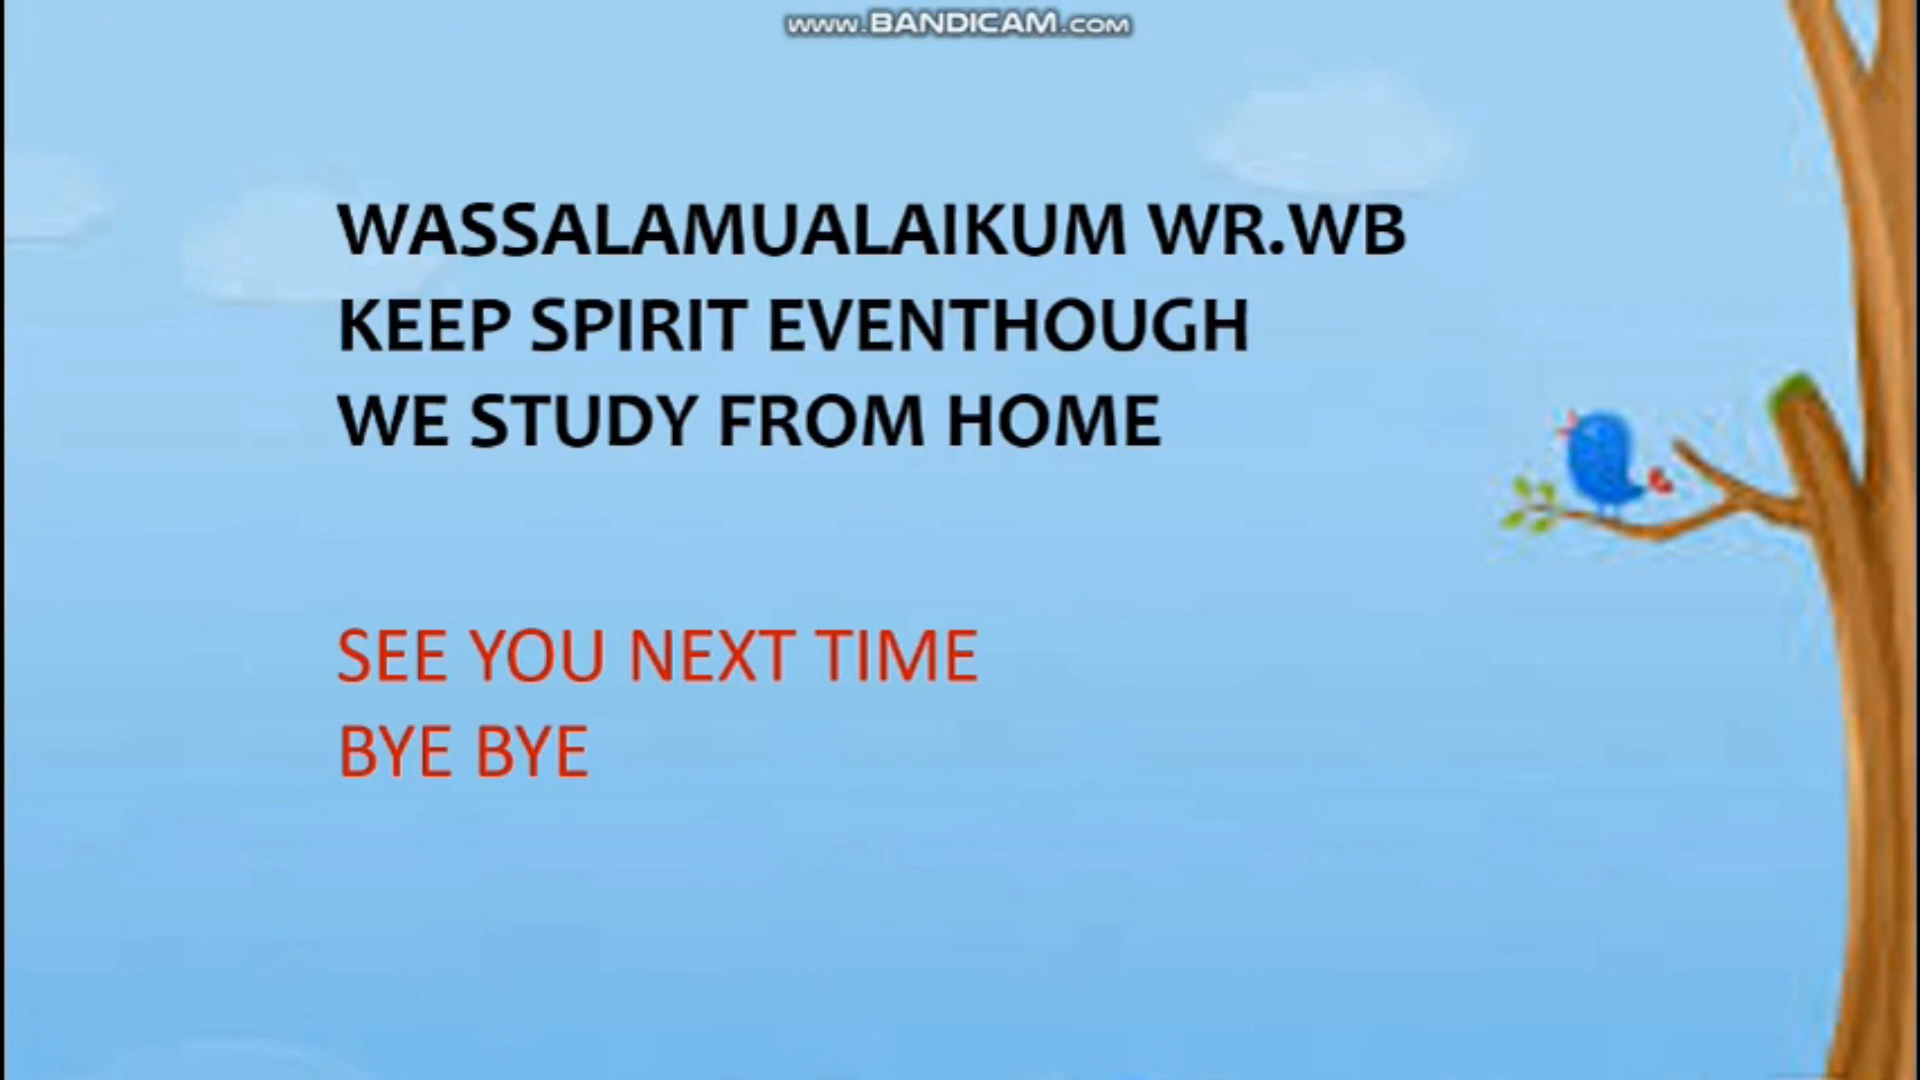 www.BANDICAM.com
WASSALAMUALAIKUM WR.WB
KEEP SPIRIT EVENTHOUGH
WE STUDY FROM HOME
SEE YOU NEXT TIME
BYE BYE